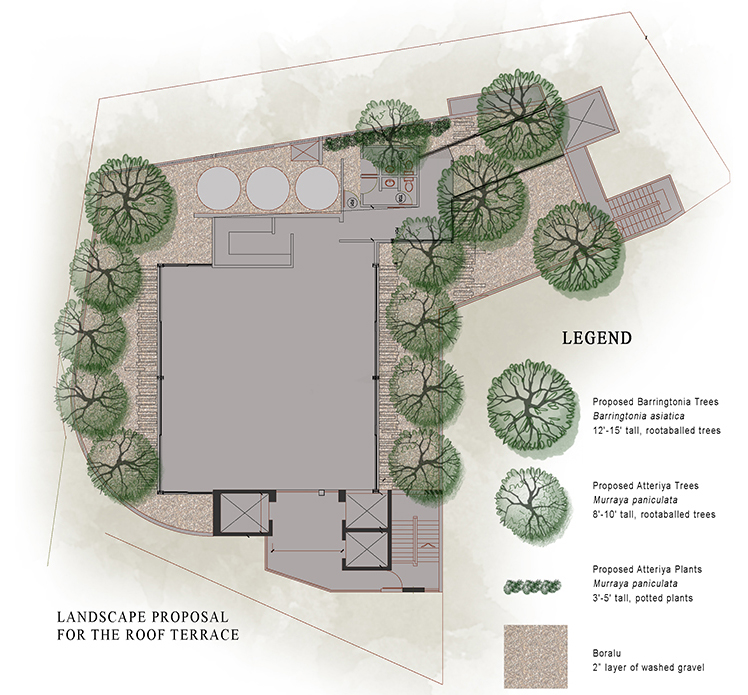 LEGEND
Proposed Barringtonia Trees
Barringtonia asiatica
12'-15' tall, rootaballed trees
Proposed Atteriya Trees
Murraya paniculata
8'-10' tall, rootaballed trees
Proposed Atteriya Plants
Murraya paniculata
3'-5' tall, potted plants
LANDSCAPE PROPOSAL
FOR THE ROOF TERRACE
Boralu
2" layer of washed gravel